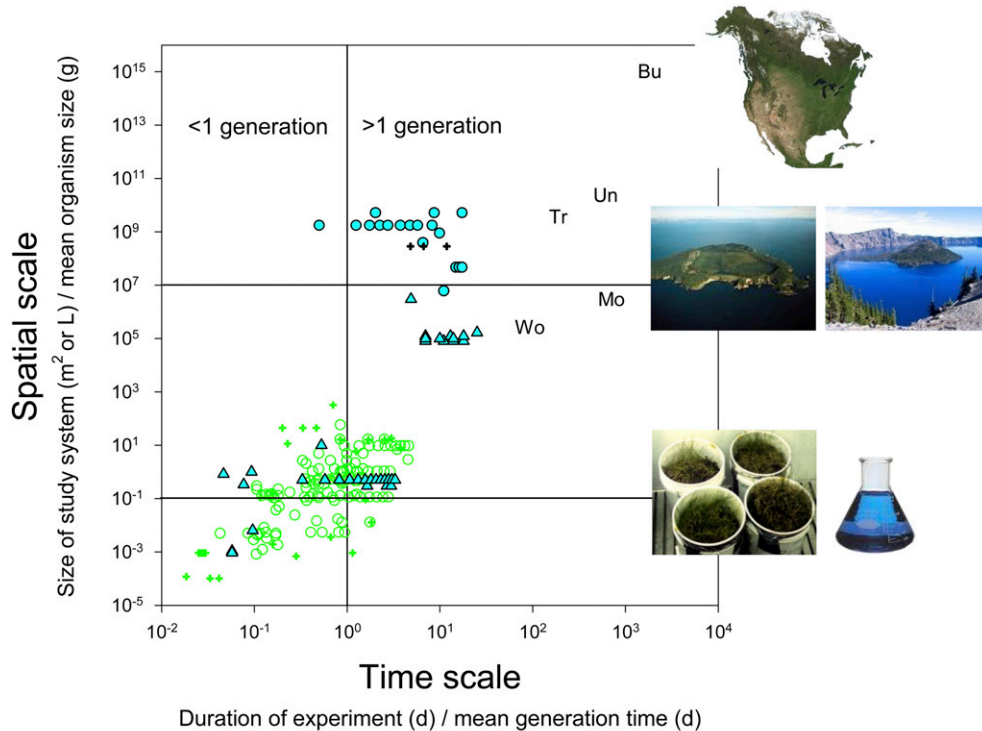 Spatial scale
Size of study system (m² or L) / mean organism size (g)
10¹⁵
10¹³
10¹¹
10⁹
10⁷
10⁵
10³
10¹
10⁻¹
10⁻³
10⁻⁵
<1 generation
>1 generation
Bu
Un
Tr
Mo
Wo
10⁻²
10⁻¹
10⁰
10¹
10²
10³
10⁴
Time scale
Duration of experiment (d) / mean generation time (d)